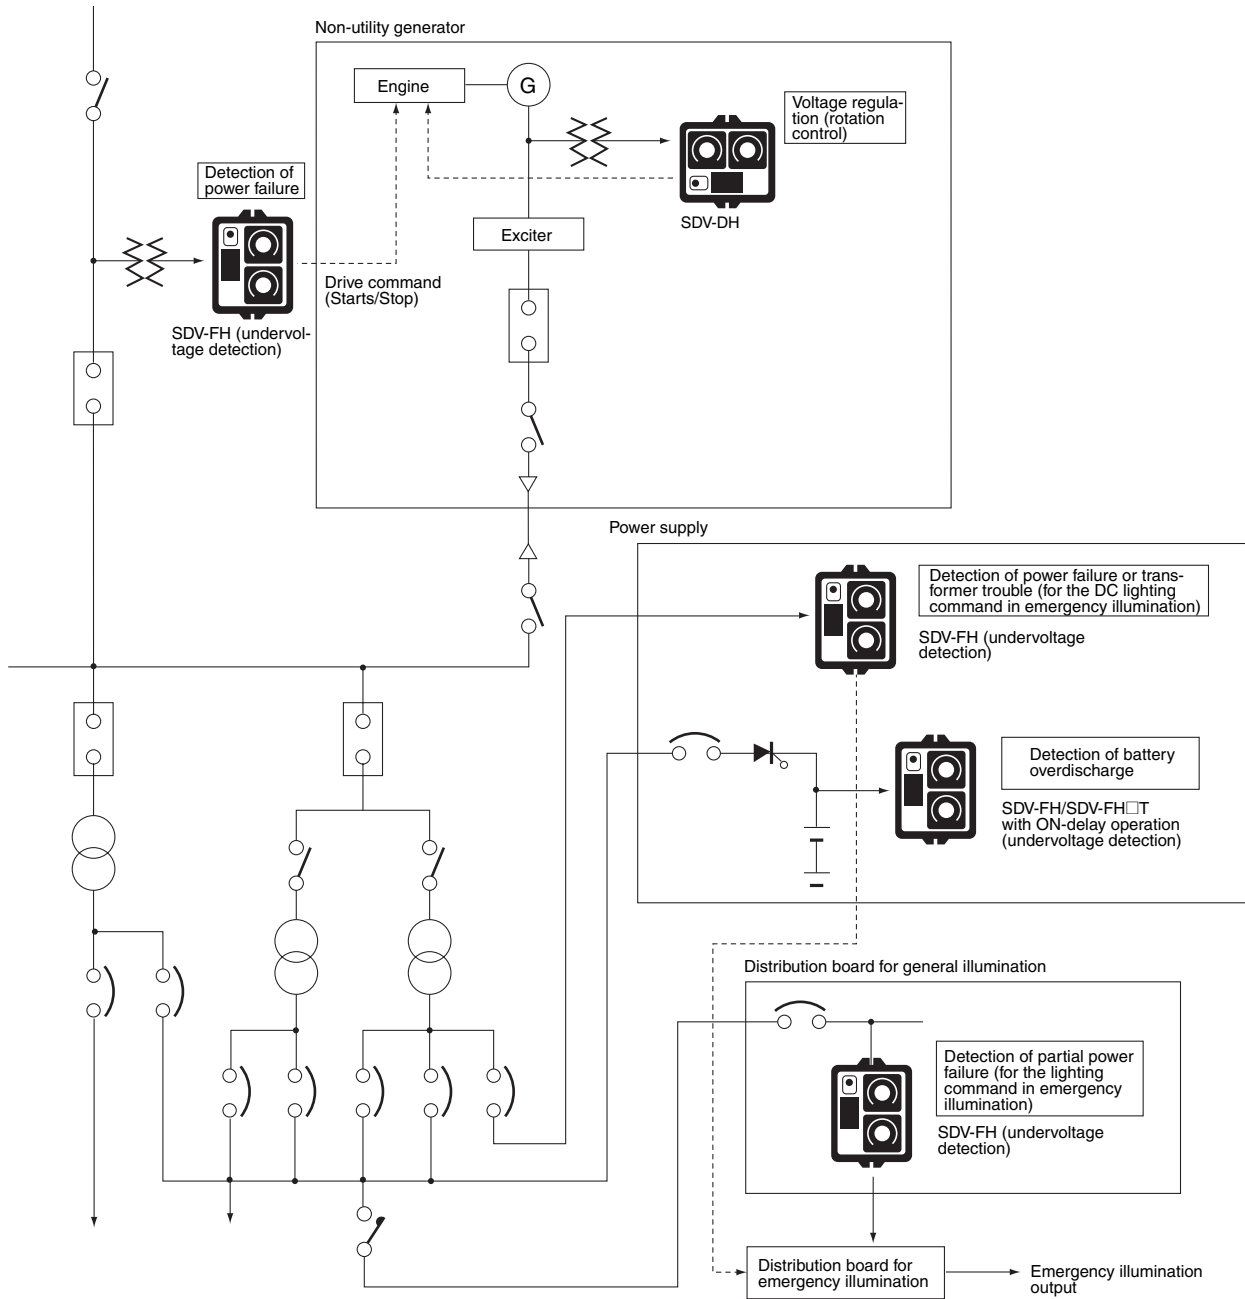 Non-utility generator
Engine
G
Voltage regula-
tion (rotation
control)
SDV-DH
Detection of
power failure
Exciter
Drive command
(Starts/Stop)
SDV-FH (undervol-
tage detection)
Power supply
Detection of power failure or trans-
former trouble (for the DC lighting
command in emergency illumination)
SDV-FH (undervoltage
detection)
Detection of battery
overdischarge
SDV-FH/SDV-FH□T
with ON-delay operation
(undervoltage detection)
Distribution board for general illumination
Detection of partial power
failure (for the lighting
command in emergency
illumination)
SDV-FH (undervoltage
detection)
Distribution board for
emergency illumination
Emergency illumination
output